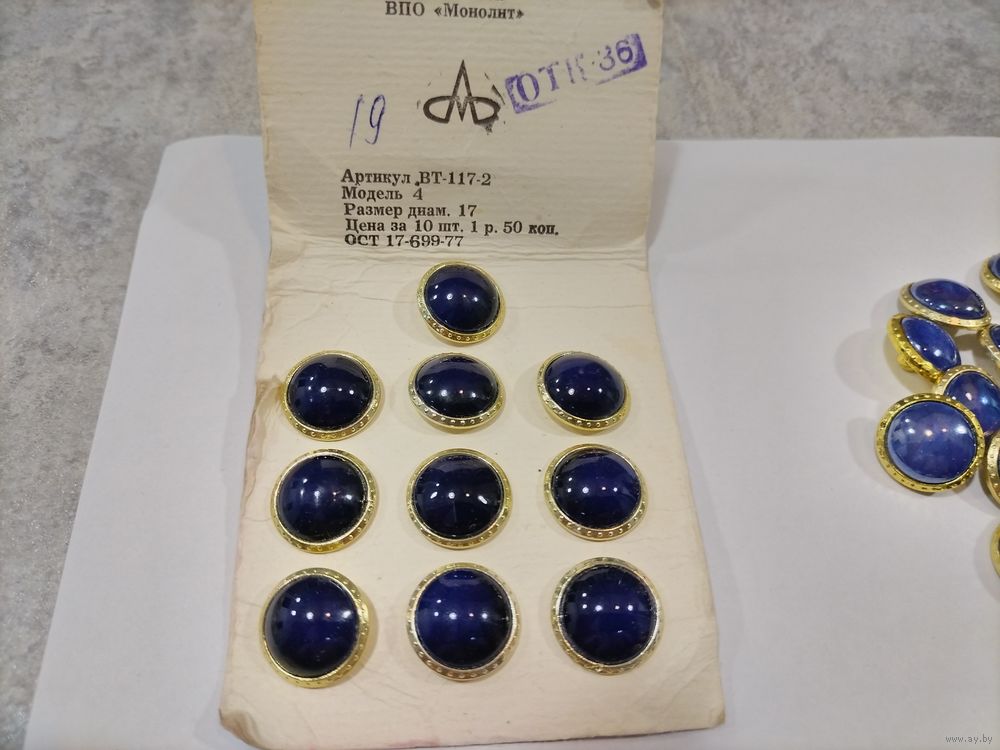 ВПО «Монолит»
ОТК-36
19
Артикул ВТ-117-2
Модель 4
Размер диам. 17
Цена за 10 шт. 1 р. 50 коп.
ОСТ 17-699-77
www.ay.by